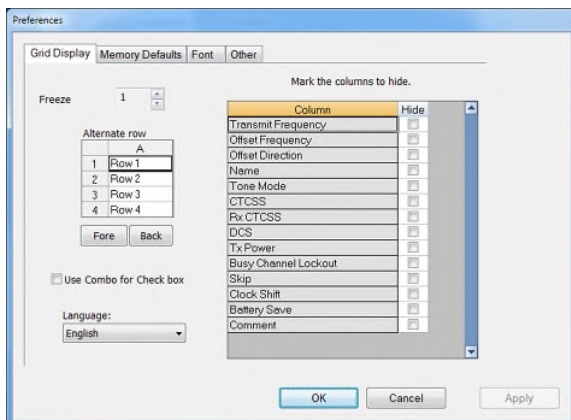 Preferences
Grid Display Memory Defaults Font Other
Mark the columns to hide.
Freeze 1
Alternate row
A
1 Row 1
2 Row 2
3 Row 3
4 Row 4
Fore Back
Use Combo for Check box
Language:
English
Column Hide
Transmit Frequency
Offset Frequency
Offset Direction
Name
Tone Mode
CTCSS
Rx CTCSS
DCS
Tx Power
Busy Channel Lockout
Skip
Clock Shift
Battery Save
Comment
OK Cancel Apply